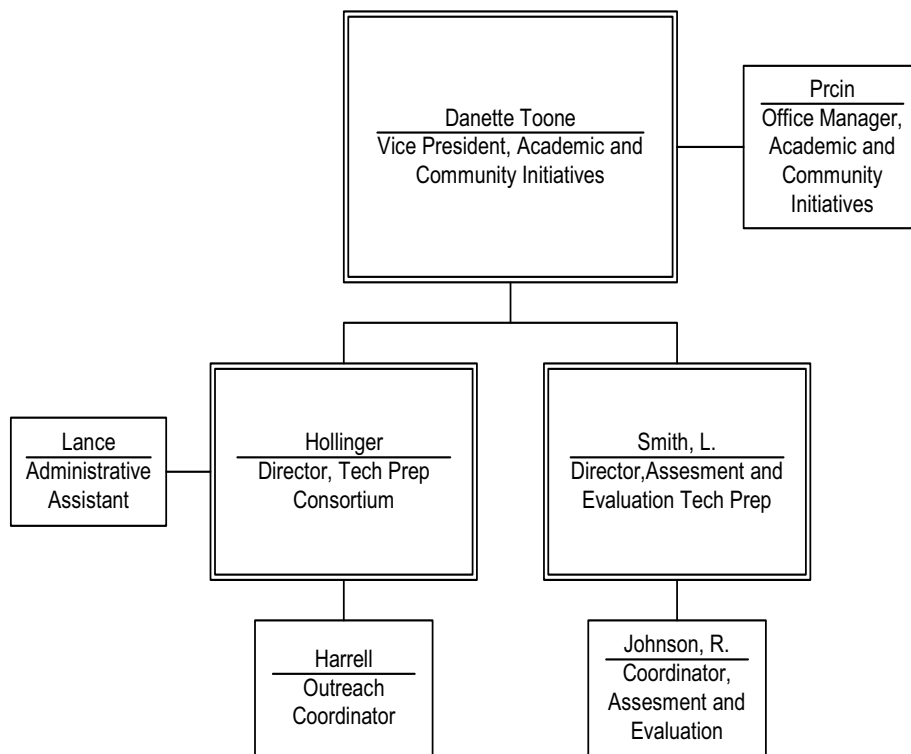 Danette Toone
Vice President, Academic and
Community Initiatives
Prcin
Office Manager,
Academic and
Community
Initiatives
Lance
Administrative
Assistant
Hollinger
Director, Tech Prep
Consortium
Smith, L.
Director,Assesment and
Evaluation Tech Prep
Harrell
Outreach
Coordinator
Johnson, R.
Coordinator,
Assesment and
Evaluation